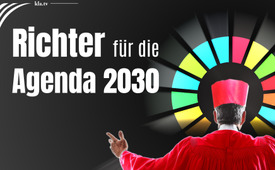 kla.tv
Richter für die
Agenda 2030